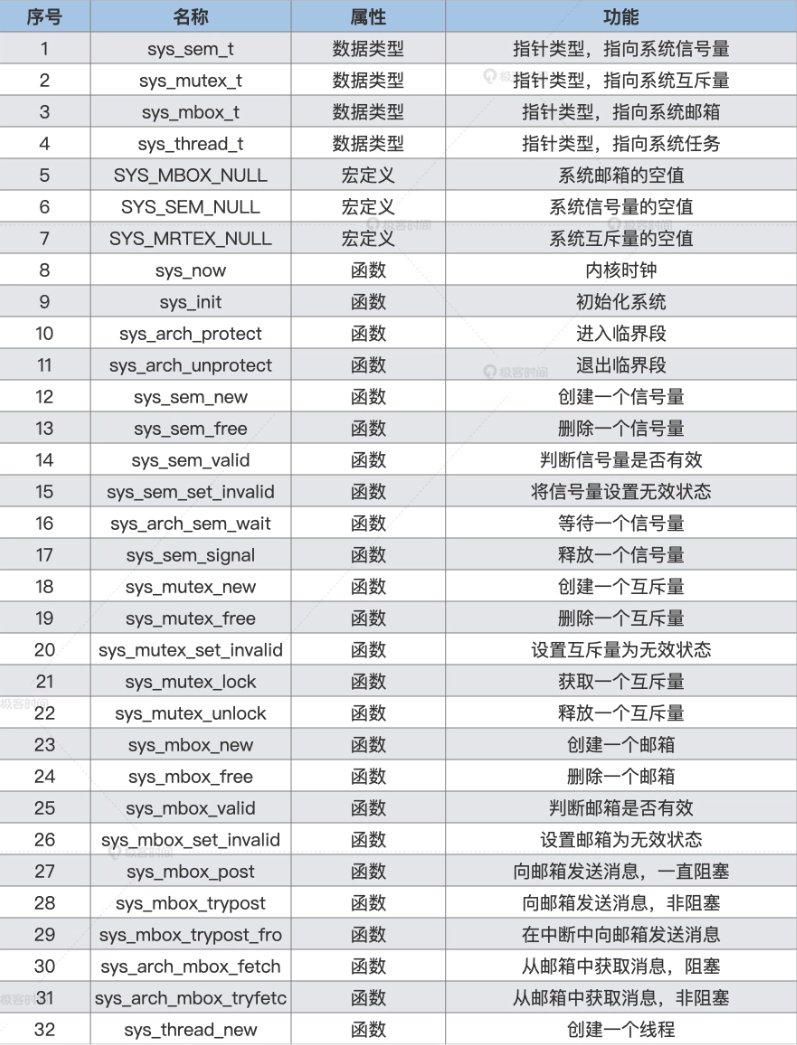 序号 名称 属性 功能
1 sys_sem_t 数据类型 指针类型，指向系统信号量
2 sys_mutex_t 数据类型 指针类型，指向系统互斥量
3 sys_mbox_t 数据类型 指针类型，指向系统邮箱
4 sys_thread_t 数据类型 指针类型，指向系统任务
5 SYS_MBOX_NULL 宏定义 系统邮箱的空值
6 SYS_SEM_NULL 宏定义 系统信号量的空值
7 SYS_MRTEX_NULL 宏定义 系统互斥量的空值
8 sys_now 函数 内核时钟
9 sys_init 函数 初始化系统
10 sys_arch_protect 函数 进入临界段
11 sys_arch_unprotect 函数 退出临界段
12 sys_sem_new 函数 创建一个信号量
13 sys_sem_free 函数 删除一个信号量
14 sys_sem_valid 函数 判断信号量是否有效
15 sys_sem_set_invalid 函数 将信号量设置无效状态
16 sys_arch_sem_wait 函数 等待一个信号量
17 sys_sem_signal 函数 释放一个信号量
18 sys_mutex_new 函数 创建一个互斥量
19 sys_mutex_free 函数 删除一个互斥量
20 sys_mutex_set_invalid 函数 设置互斥量为无效状态
21 sys_mutex_lock 函数 获取一个互斥量
22 sys_mutex_unlock 函数 释放一个互斥量
23 sys_mbox_new 函数 创建一个邮箱
24 sys_mbox_free 函数 删除一个邮箱
25 sys_mbox_valid 函数 判断邮箱是否有效
26 sys_mbox_set_invalid 函数 设置邮箱为无效状态
27 sys_mbox_post 函数 向邮箱发送消息，一直阻塞
28 sys_mbox_trypost 函数 向邮箱发送消息，非阻塞
29 sys_mbox_trypost_fro 函数 在中断中向邮箱发送消息
30 sys_arch_mbox_fetch 函数 从邮箱中获取消息，阻塞
31 sys_arch_mbox_tryfetc 函数 从邮箱中获取消息，非阻塞
32 sys_thread_new 函数 创建一个线程
极客时间